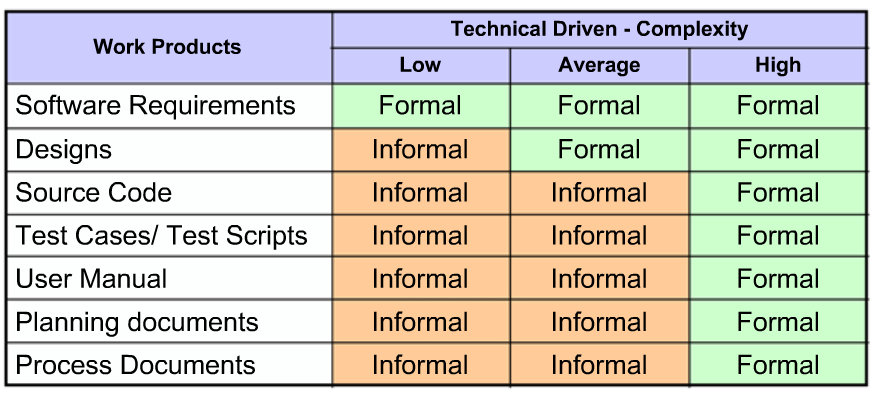 Work Products
Technical Driven - Complexity
Low Average High
Software Requirements Formal Formal Formal
Designs Informal Formal Formal
Source Code Informal Informal Formal
Test Cases/ Test Scripts Informal Informal Formal
User Manual Informal Informal Formal
Planning documents Informal Informal Formal
Process Documents Informal Informal Formal